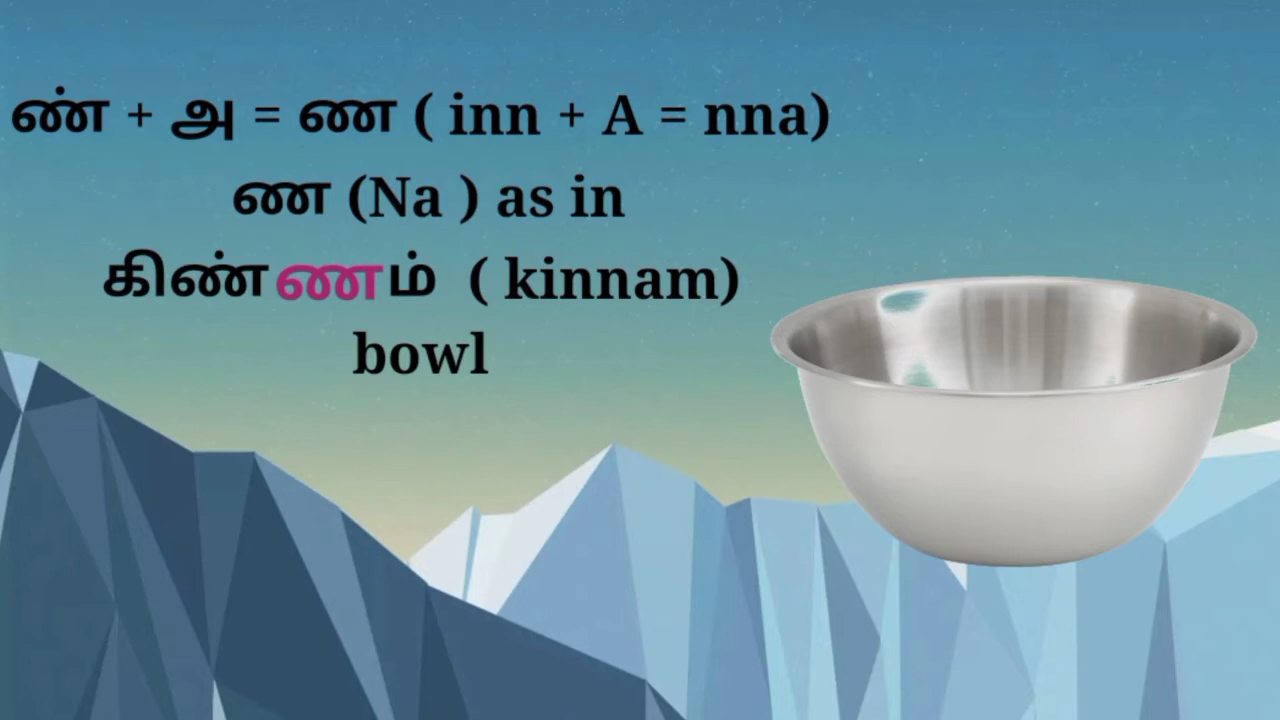 ண் + அ = ண ( inn + A = nna)
ண (Na ) as in
கிண்ணம் ( kinnam)
bowl